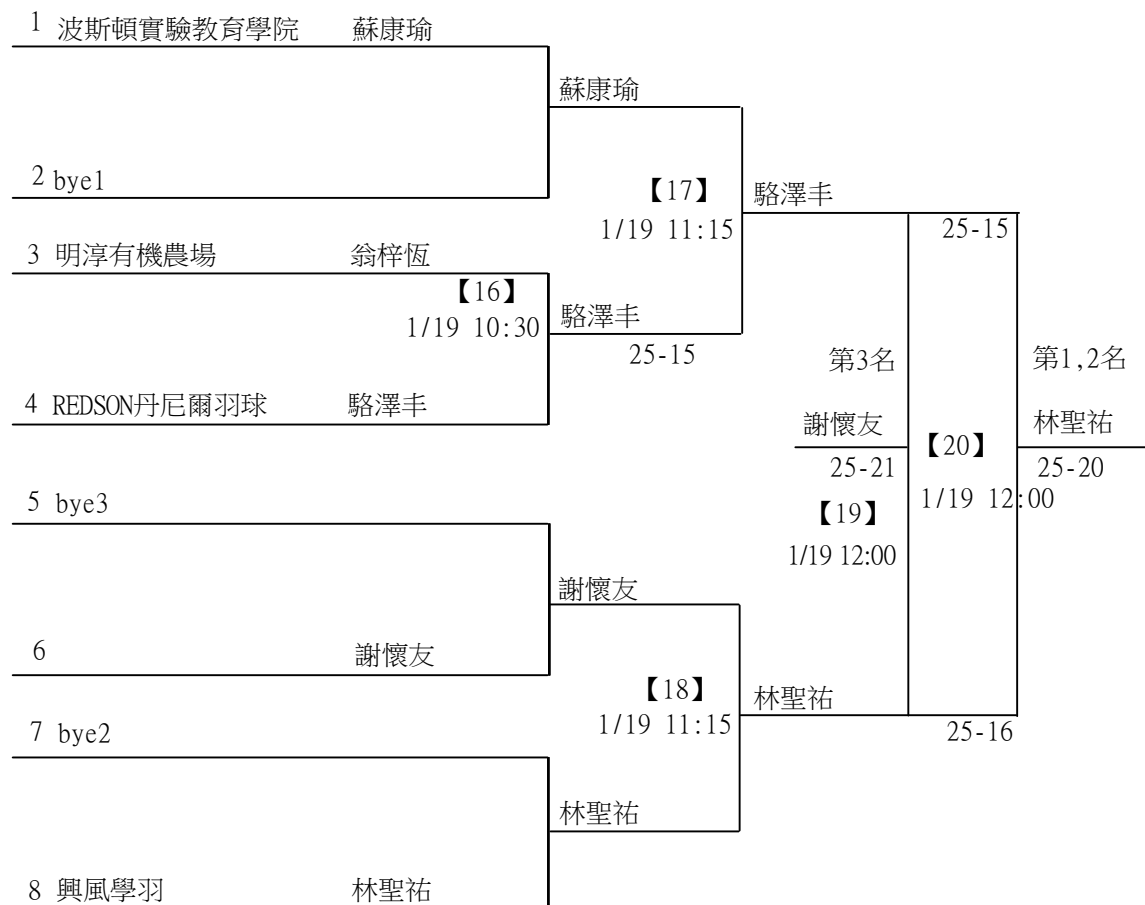 1 波斯頓實驗教育學院 蘇康瑜
蘇康瑜
2 bye1
【17】
駱澤丰
1/19 11:15
25-15
3 明淳有機農場 翁梓恆
【16】
1/19 10:30
駱澤丰
25-15
第3名
第1,2名
4 REDSON丹尼爾羽球 駱澤丰
謝懷友
【20】
林聖祐
25-21
25-20
5 bye3
【19】
1/19 12:00
1/19 12:00
謝懷友
6 謝懷友
【18】
林聖祐
7 bye2
1/19 11:15
25-16
林聖祐
8 興風學羽 林聖祐